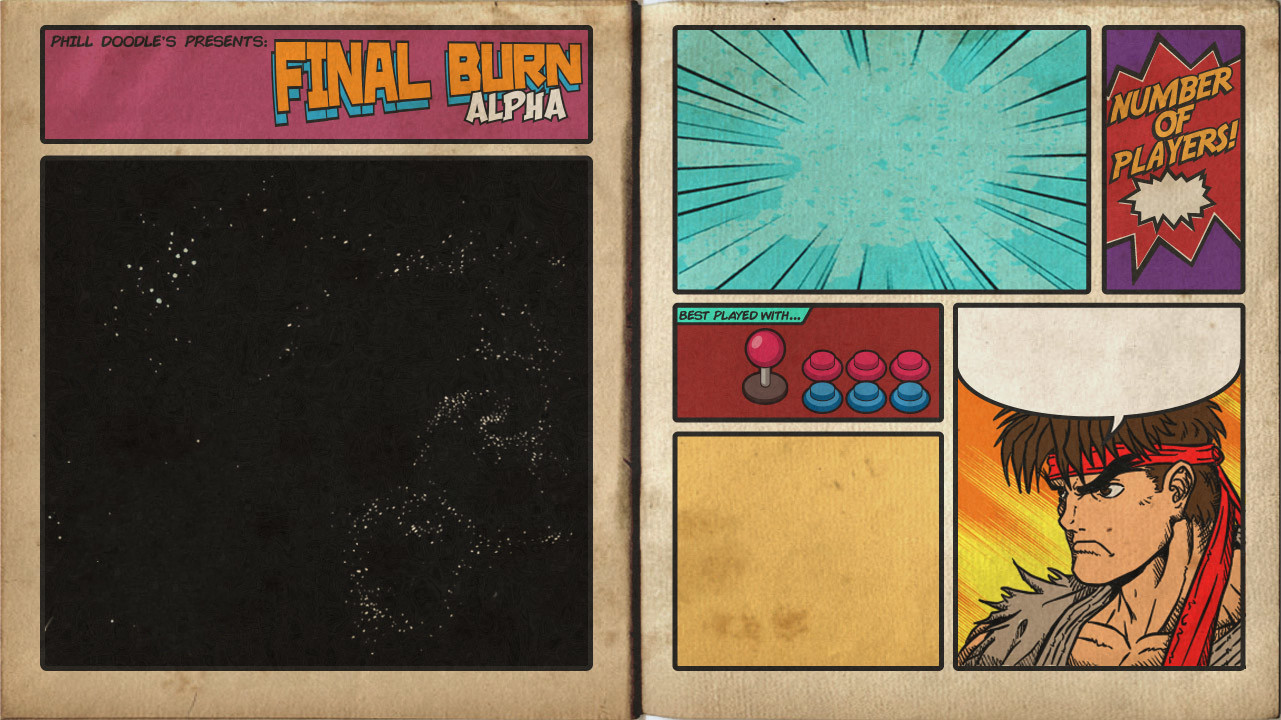 PHILL DOODLE'S PRESENTS:
FINAL BURN
ALPHA
NUMBER
OF
PLAYERS!
BEST PLAYED WITH...